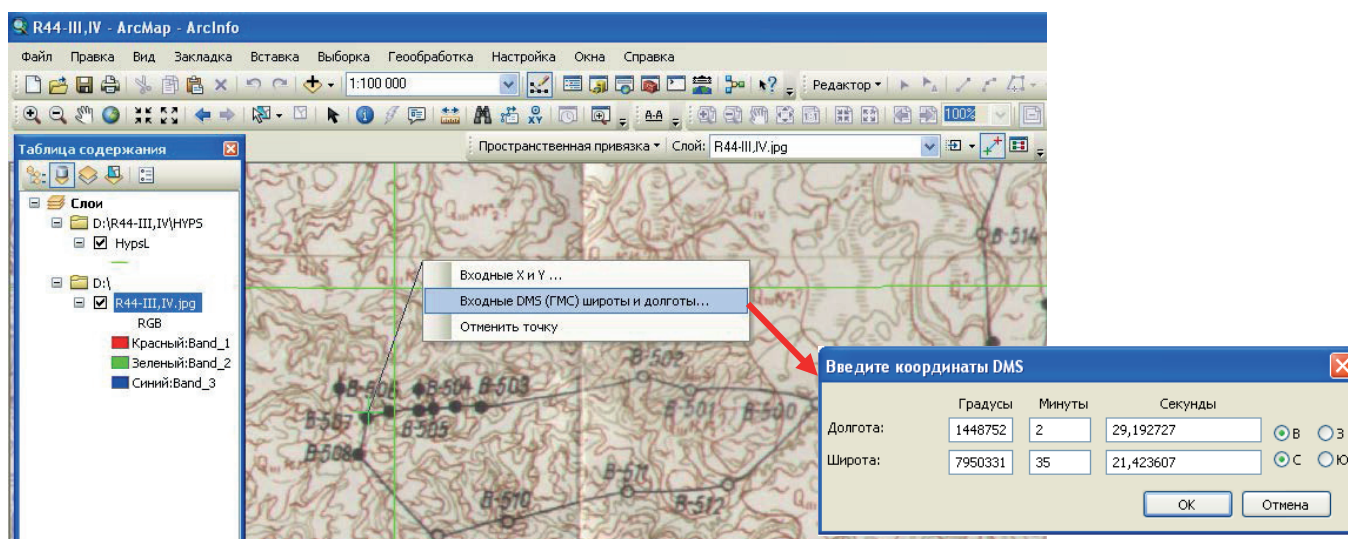 R44-III,IV - ArcMap - ArcInfo
Файл Правка Вид Закладка Вставка Выборка Геообработка Настройка Окна Справка
1:100 000
Редактор
100%
Таблица содержания
Пространственная привязка Слой: R44-III,IV.jpg
Слои
D:\R44-III,IV\HYPS
HypsL
D:\
R44-III,IV.jpg
RGB
Красный:Band_1
Зеленый:Band_2
Синий:Band_3
Входные X и Y ...
Входные DMS (ГМС) широты и долготы...
Отменить точку
В-514
В-502
В-506 В-504 В-503
В-501 В-500
В-507 В-505
В-508
В-511
В-510 В-512
Введите координаты DMS
Градусы Минуты Секунды
Долгота: 1448752 2 29,192727 В З
Широта: 7950331 35 21,423607 С Ю
ОК Отмена